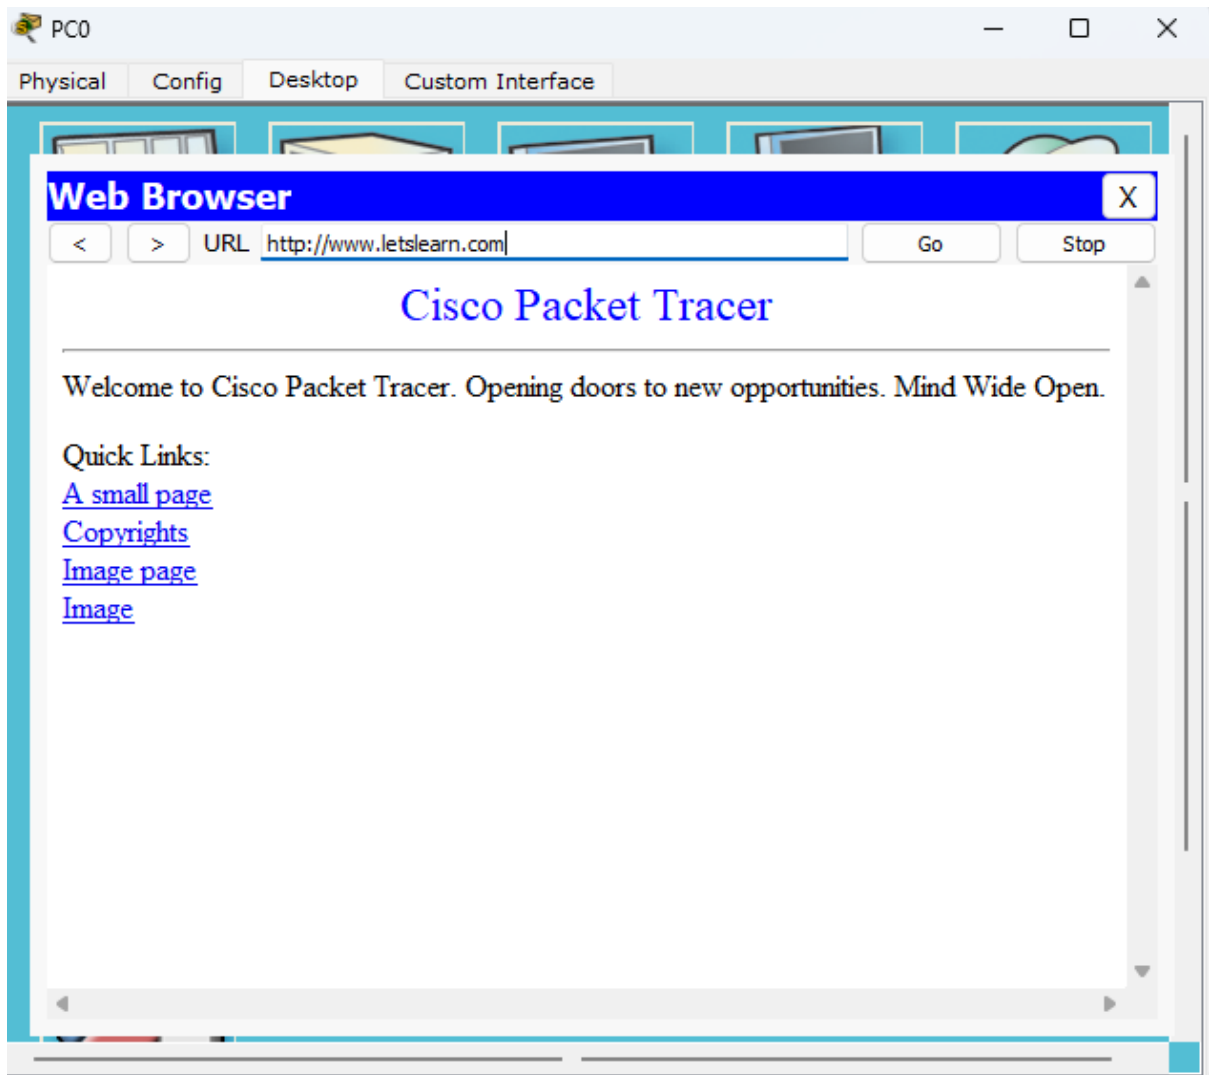 PC0
Physical Config Desktop Custom Interface
Web Browser X
< > URL http://www.letslearn.com Go Stop
Cisco Packet Tracer
Welcome to Cisco Packet Tracer. Opening doors to new opportunities. Mind Wide Open.
Quick Links:
A small page
Copyrights
Image page
Image